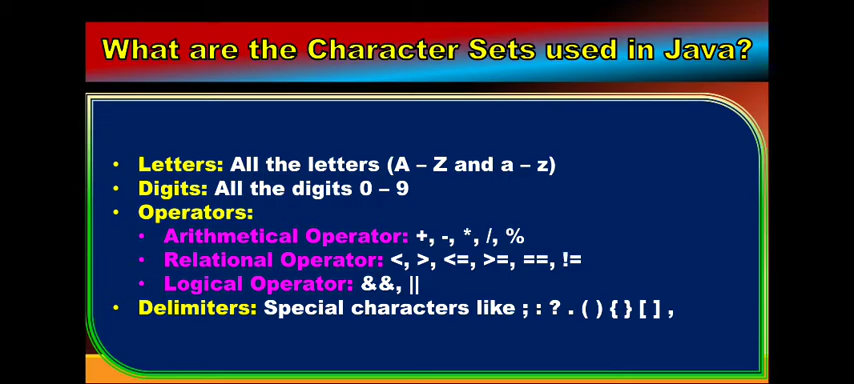 What are the Character Sets used in Java?
• Letters: All the letters (A – Z and a – z)
• Digits: All the digits 0 – 9
• Operators:
• Arithmetical Operator: +, -, *, /, %
• Relational Operator: <, >, <=, >=, ==, !=
• Logical Operator: &&, ||
• Delimiters: Special characters like ; : ? . ( ) { } [ ] ,